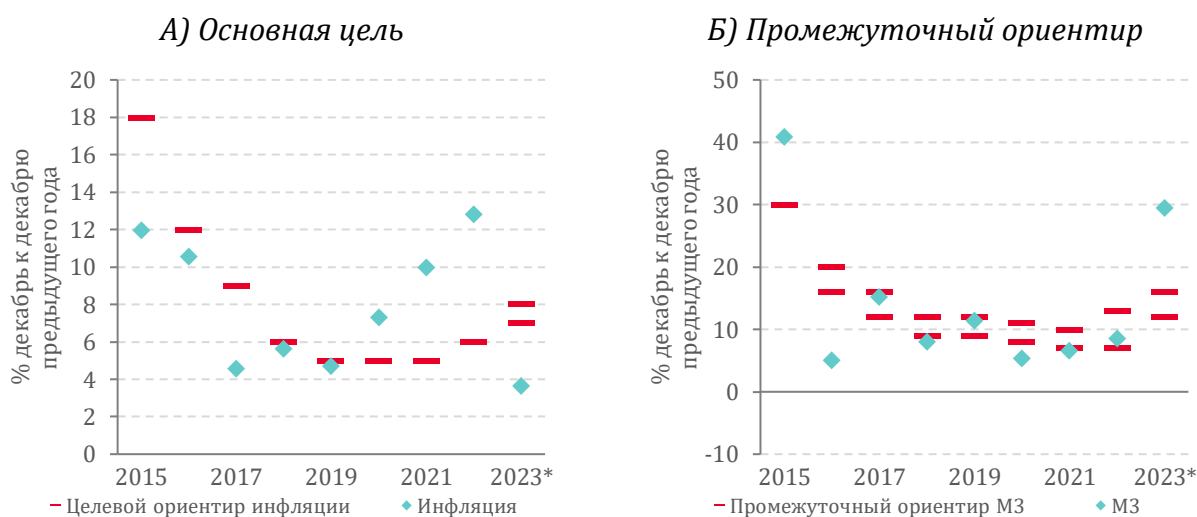 А) Основная цель
% декабрь к декабрю
предыдущего года
20
18
16
14
12
10
8
6
4
2
0
2015 2017 2019 2021 2023*
Целевой ориентир инфляции Инфляция
Б) Промежуточный ориентир
% декабрь к декабрю
предыдущего года
50
40
30
20
10
0
-10
2015 2017 2019 2021 2023*
Промежуточный ориентир М3 М3